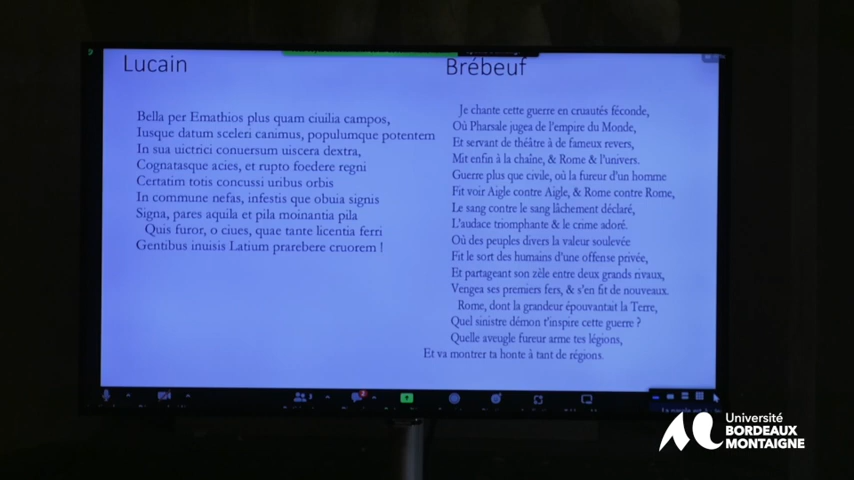 Lucain
Bella per Emathios plus quam ciuilia campos,
Iusque datum sceleri canimus, populumque potentem
In sua uictrici conuersum uiscera dextra,
Cognatasque acies, et rupto foedere regni
Certatim totis concussi uribus orbis
In commune nefas, infestis que obuia signis
Signa, pares aquila et pila moinantia pila
Quis furor, o ciues, quae tante licentia ferri
Gentibus inuisis Latium prarebere cruorem !
Brébeuf
Je chante cette guerre en cruautés féconde,
Où Pharsale jugea de l'empire du Monde,
Et servant de théâtre à de fameux revers,
Mit enfin à la chaîne, & Rome & l'univers.
Guerre plus que civile, où la fureur d'un homme
Fit voir Aigle contre Aigle, & Rome contre Rome,
Le sang contre le sang lâchement déclaré,
L'audace triomphante & le crime adoré.
Où des peuples divers la valeur soulevée
Fit le sort des humains d'une offense privée,
Et partageant son zèle entre deux grands rivaux,
Vengea ses premiers fers, & s'en fit de nouveaux.
Rome, dont la grandeur épouvantait la Terre,
Quel sinistre démon t'inspire cette guerre ?
Quelle aveugle fureur arme tes légions,
Et va montrer ta honte à tant de régions.
Université
BORDEAUX
MONTAIGNE